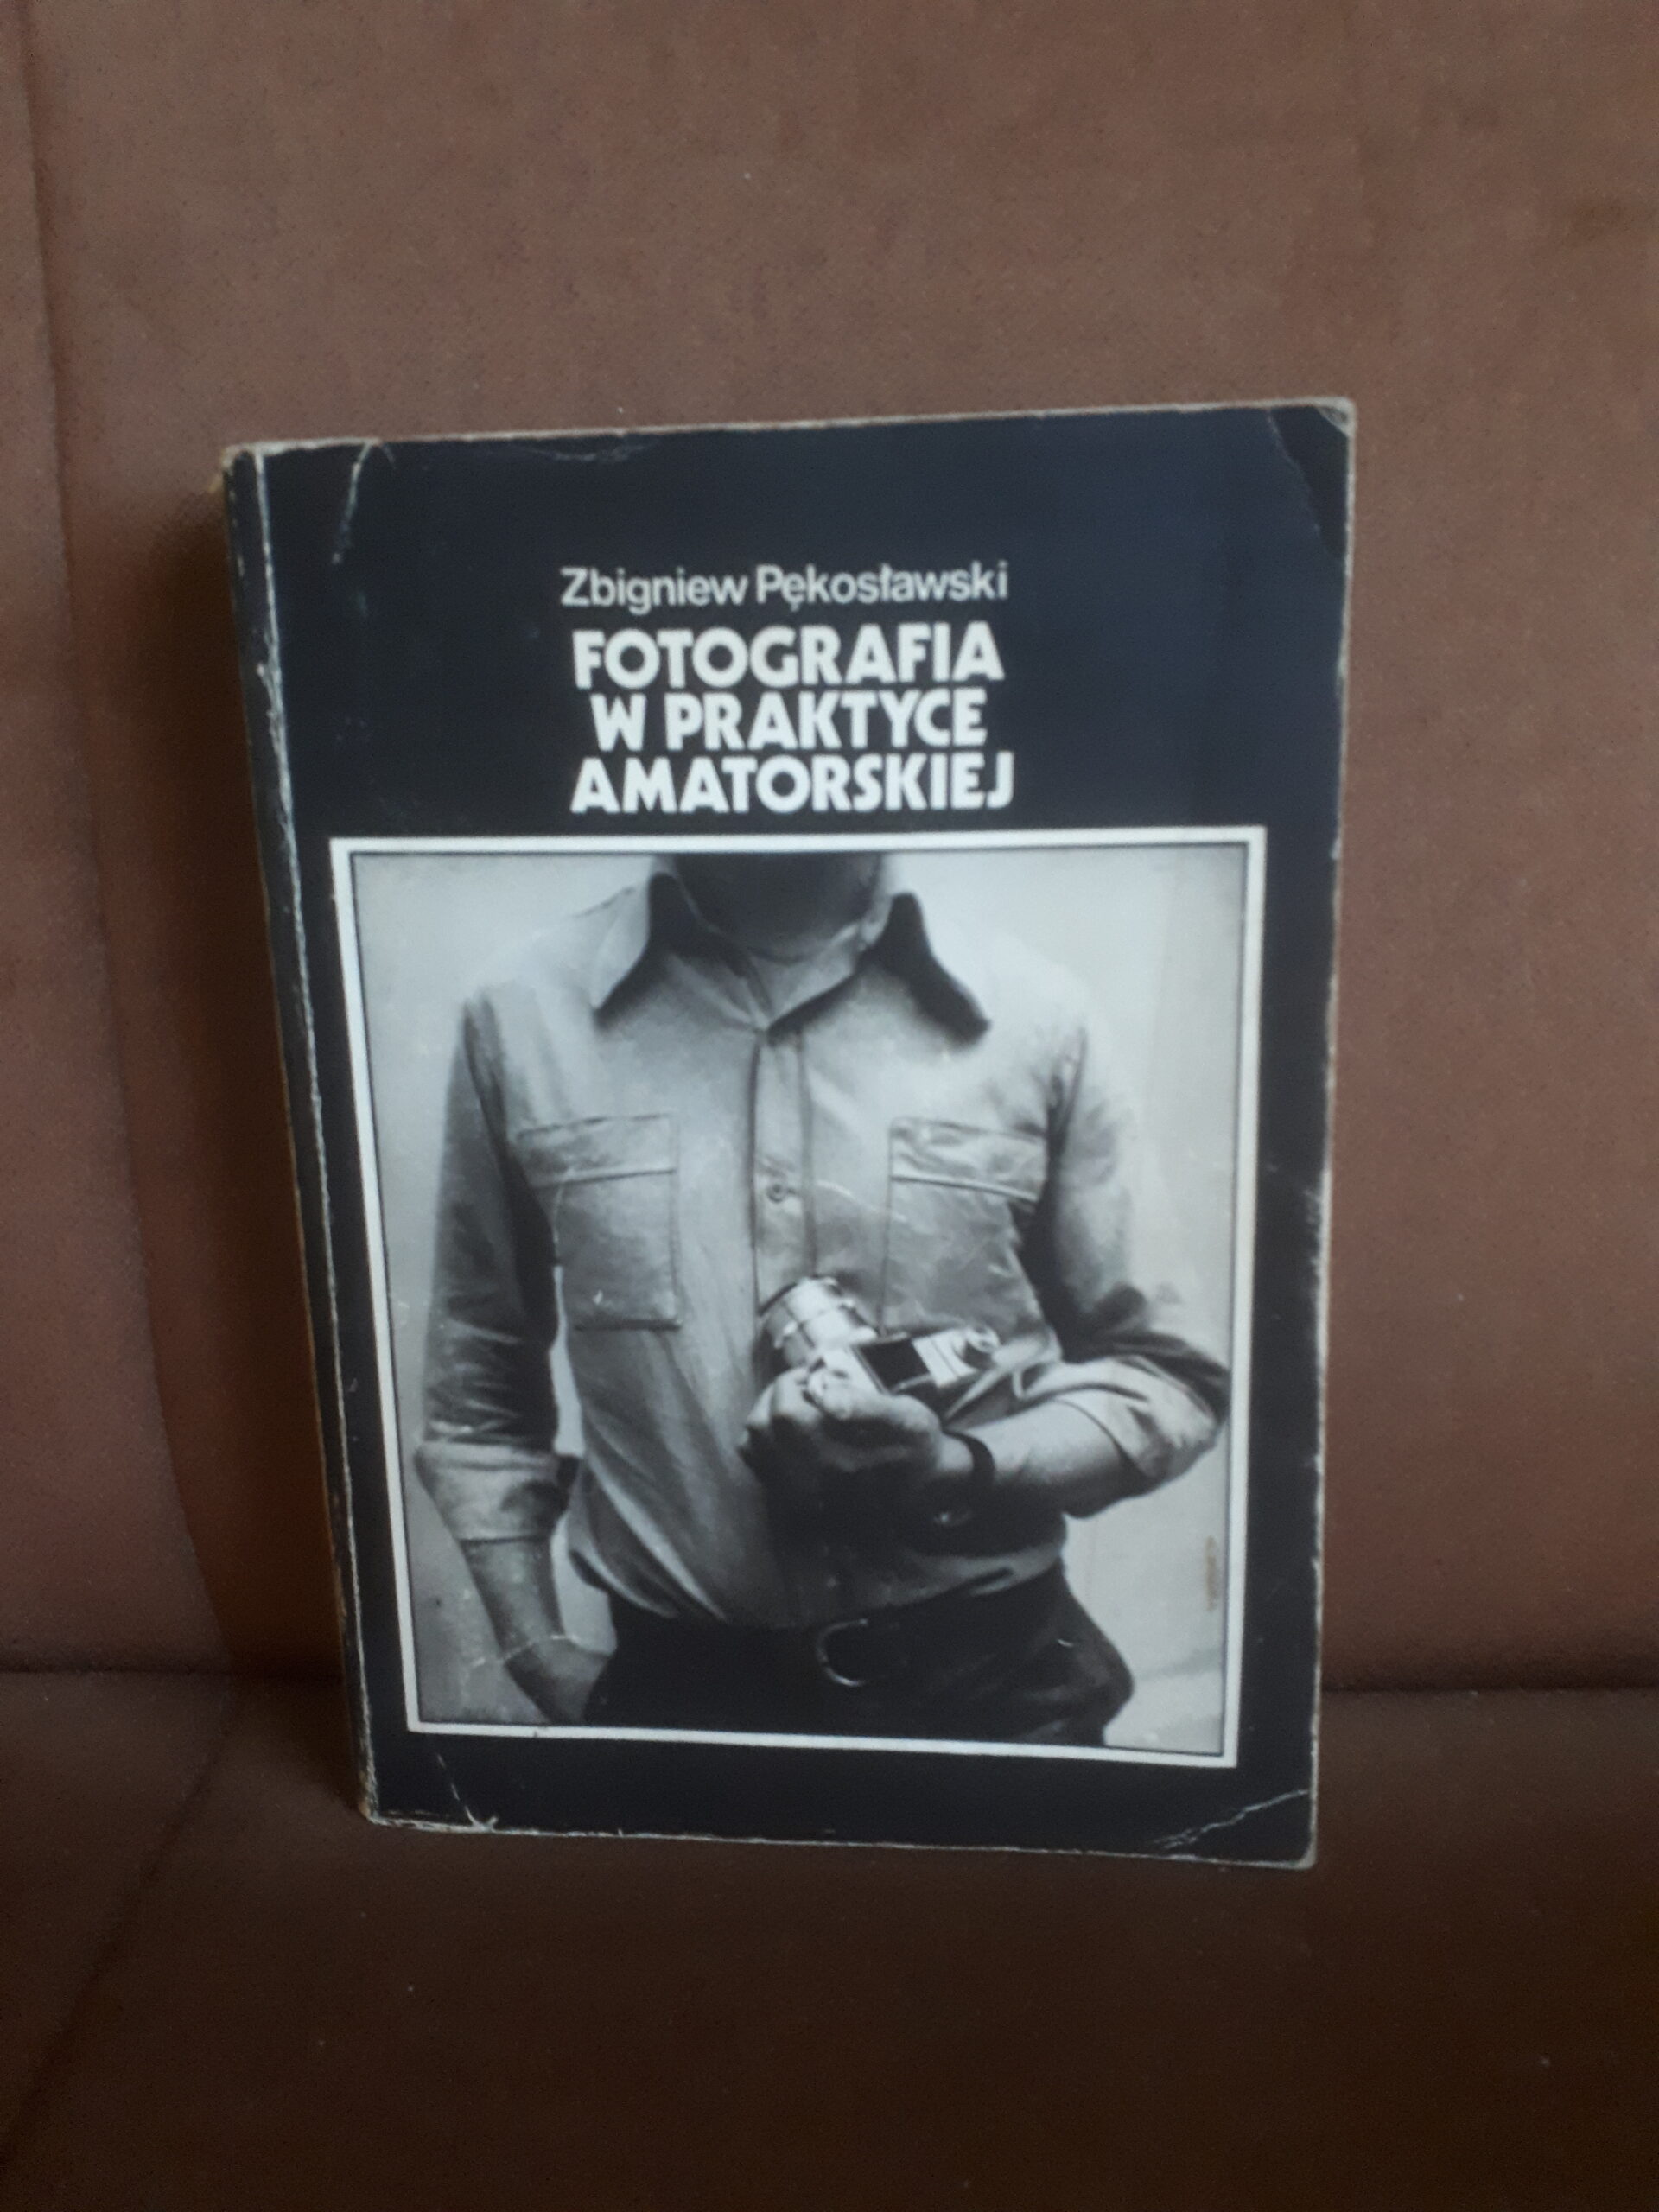 Zbigniew Pękosławski
FOTOGRAFIA
W PRAKTYCE
AMATORSKIEJ